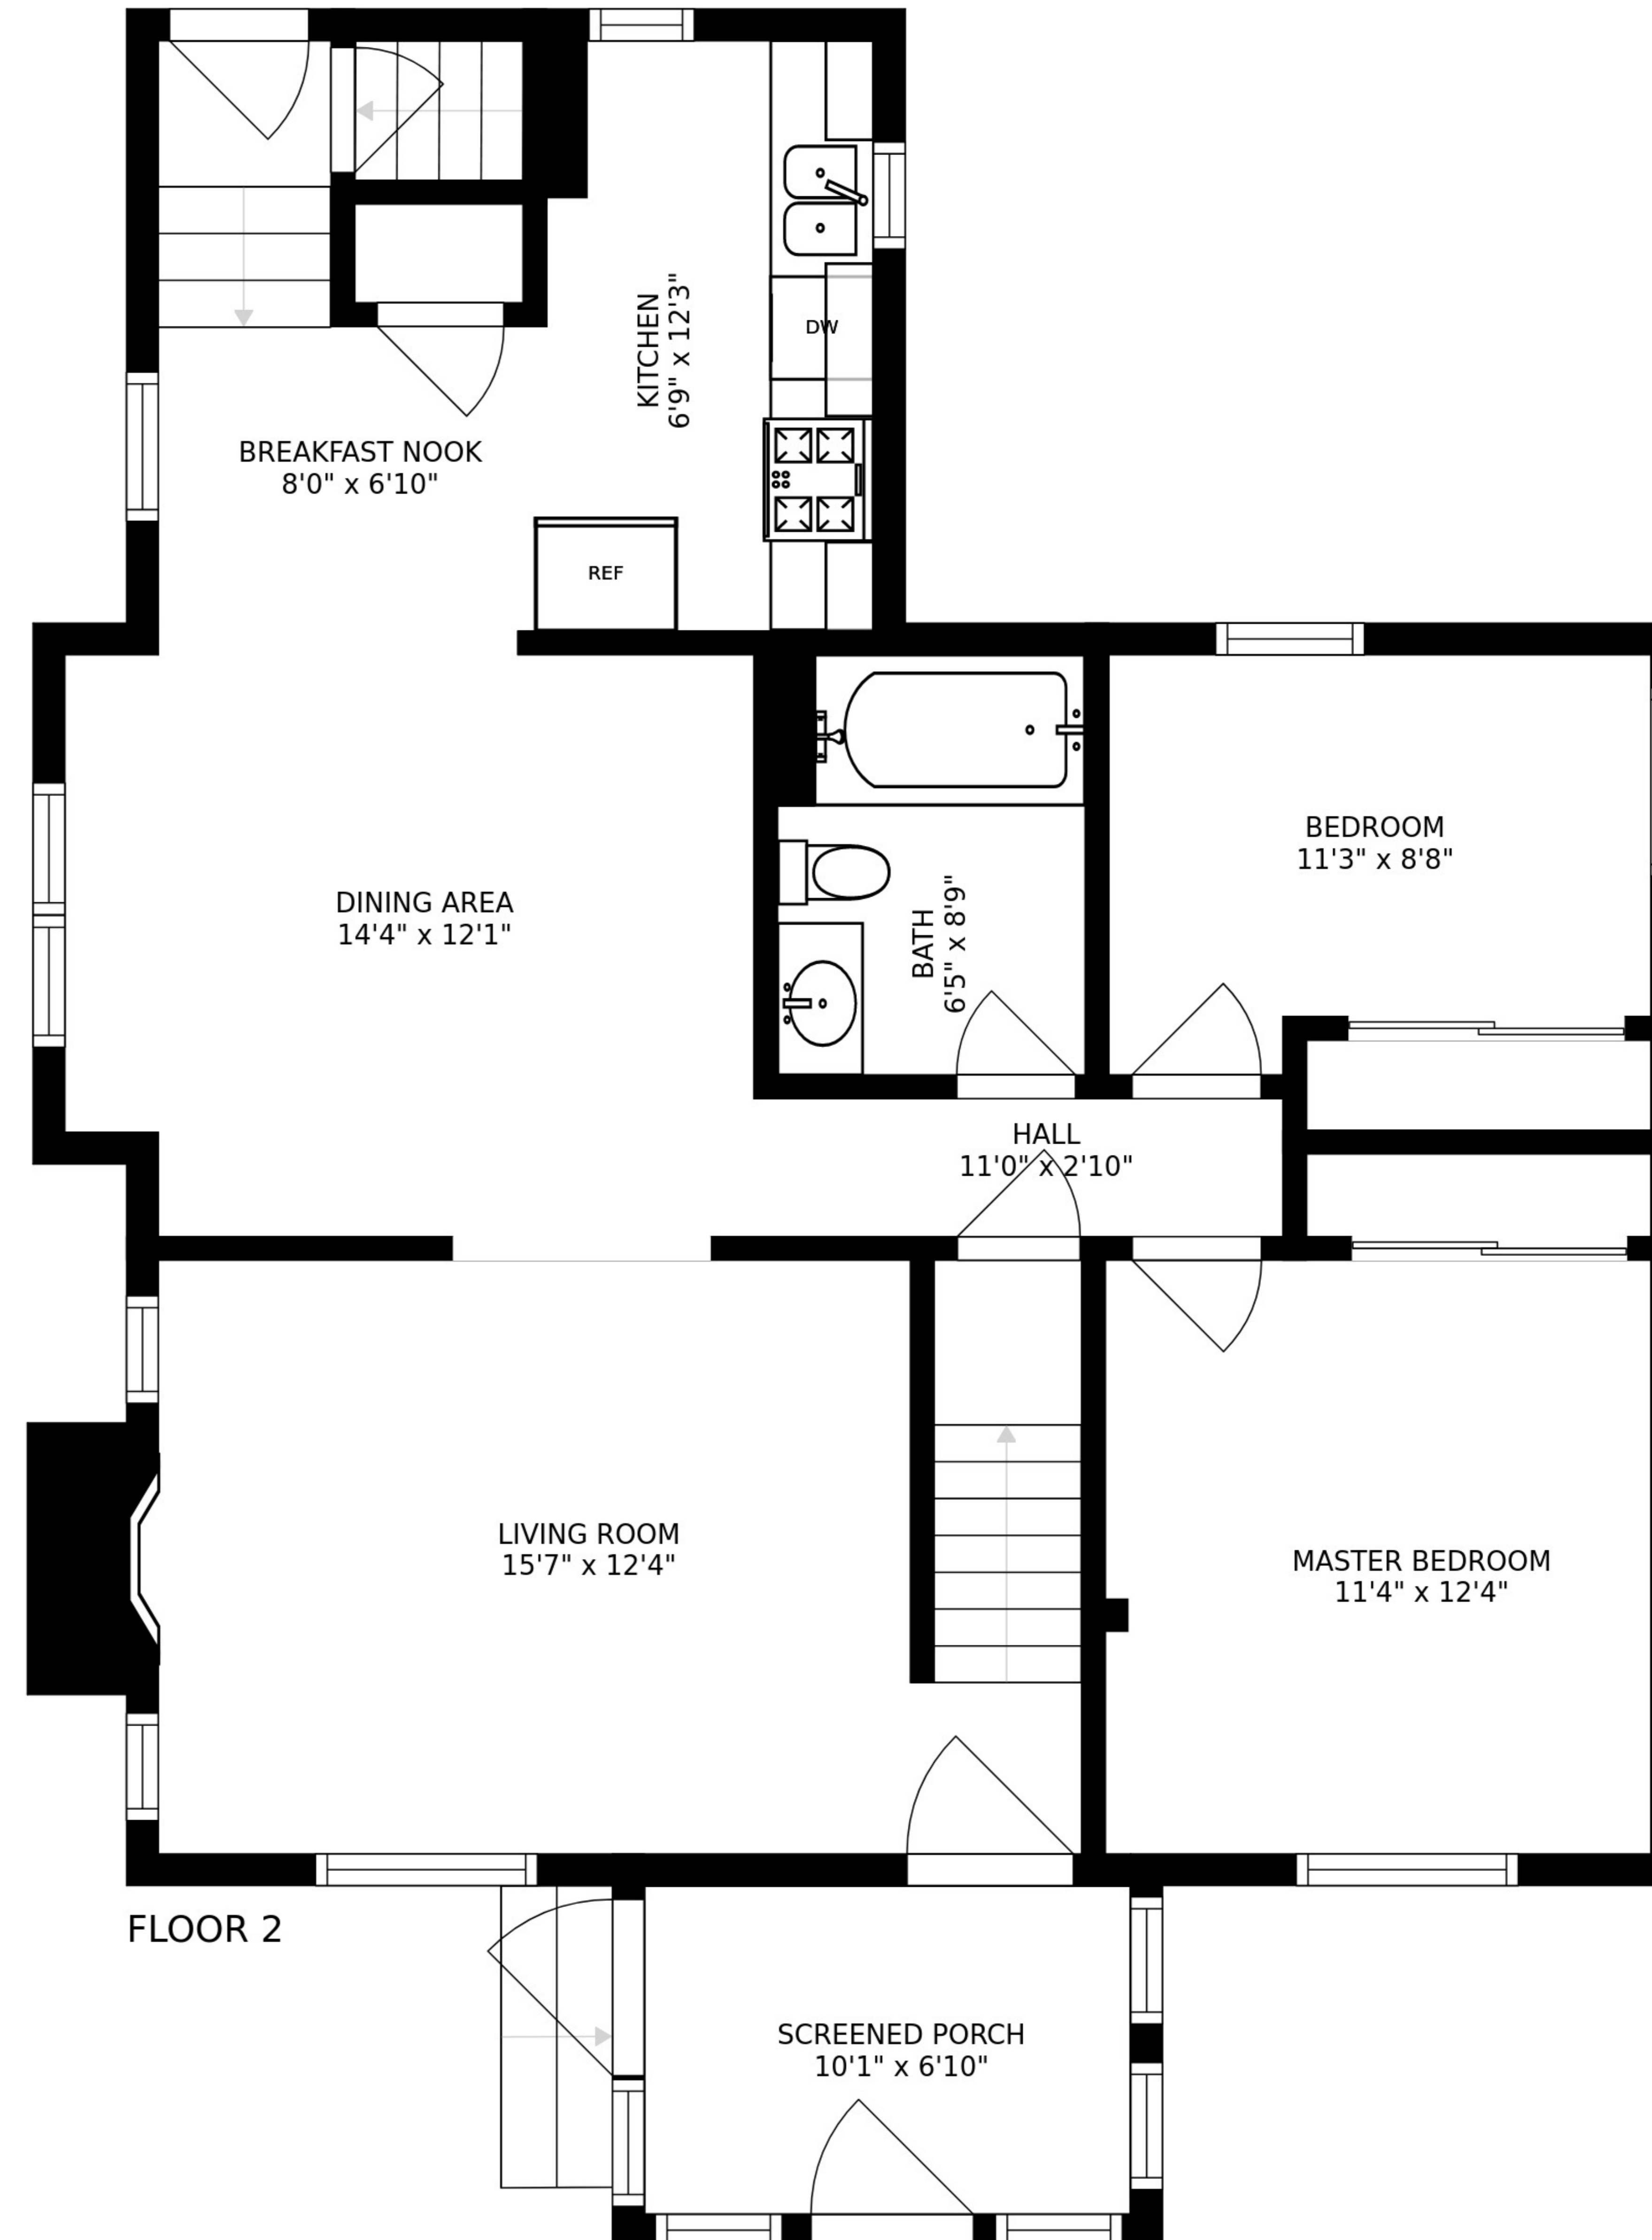 KITCHEN
6'9" x 12'3"
DW
BREAKFAST NOOK
8'0" x 6'10"
REF
BEDROOM
11'3" x 8'8"
DINING AREA
14'4" x 12'1"
BATH
6'5" x 8'9"
HALL
11'0" x 2'10"
LIVING ROOM
15'7" x 12'4"
MASTER BEDROOM
11'4" x 12'4"
FLOOR 2
SCREENED PORCH
10'1" x 6'10"